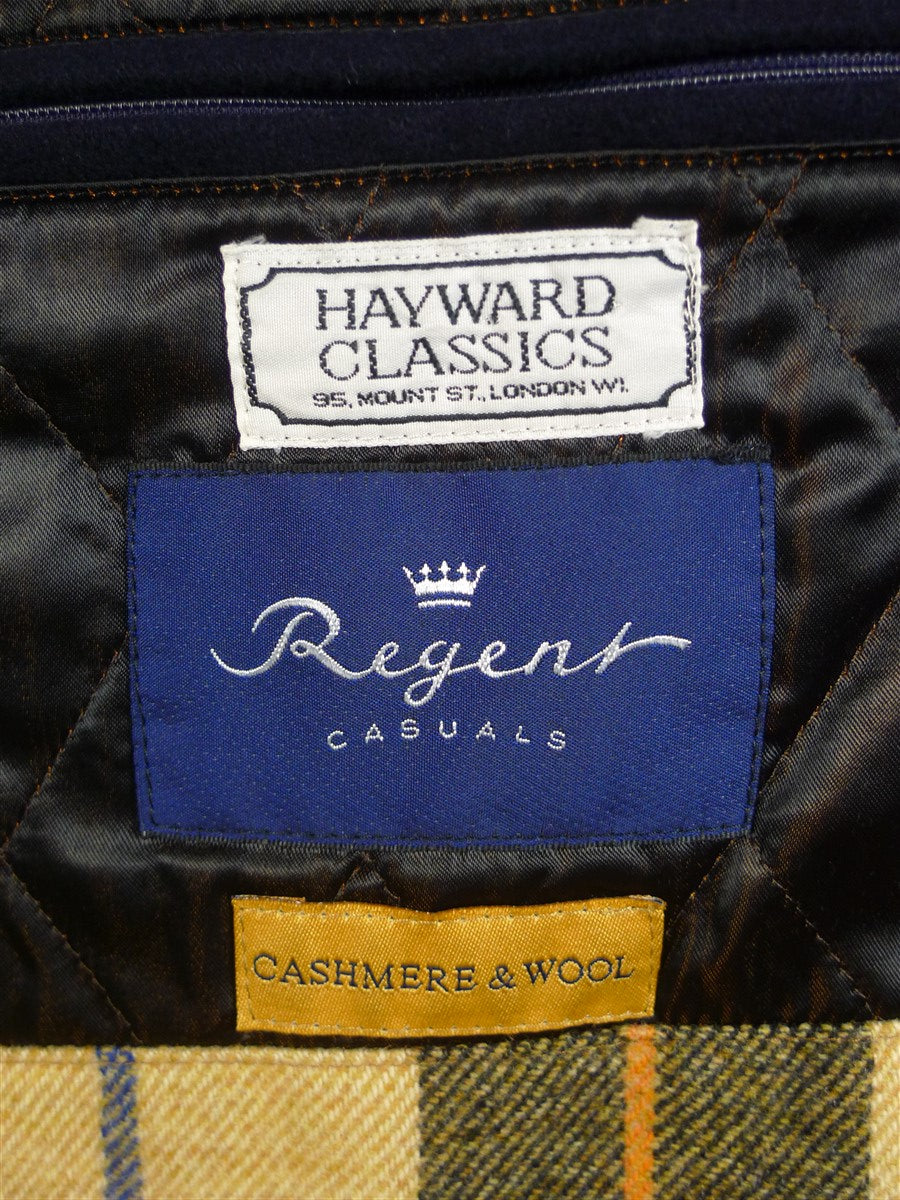 HAYWARD
CLASSICS
95, MOUNT ST., LONDON W1.
Regent
CASUALS
CASHMERE & WOOL